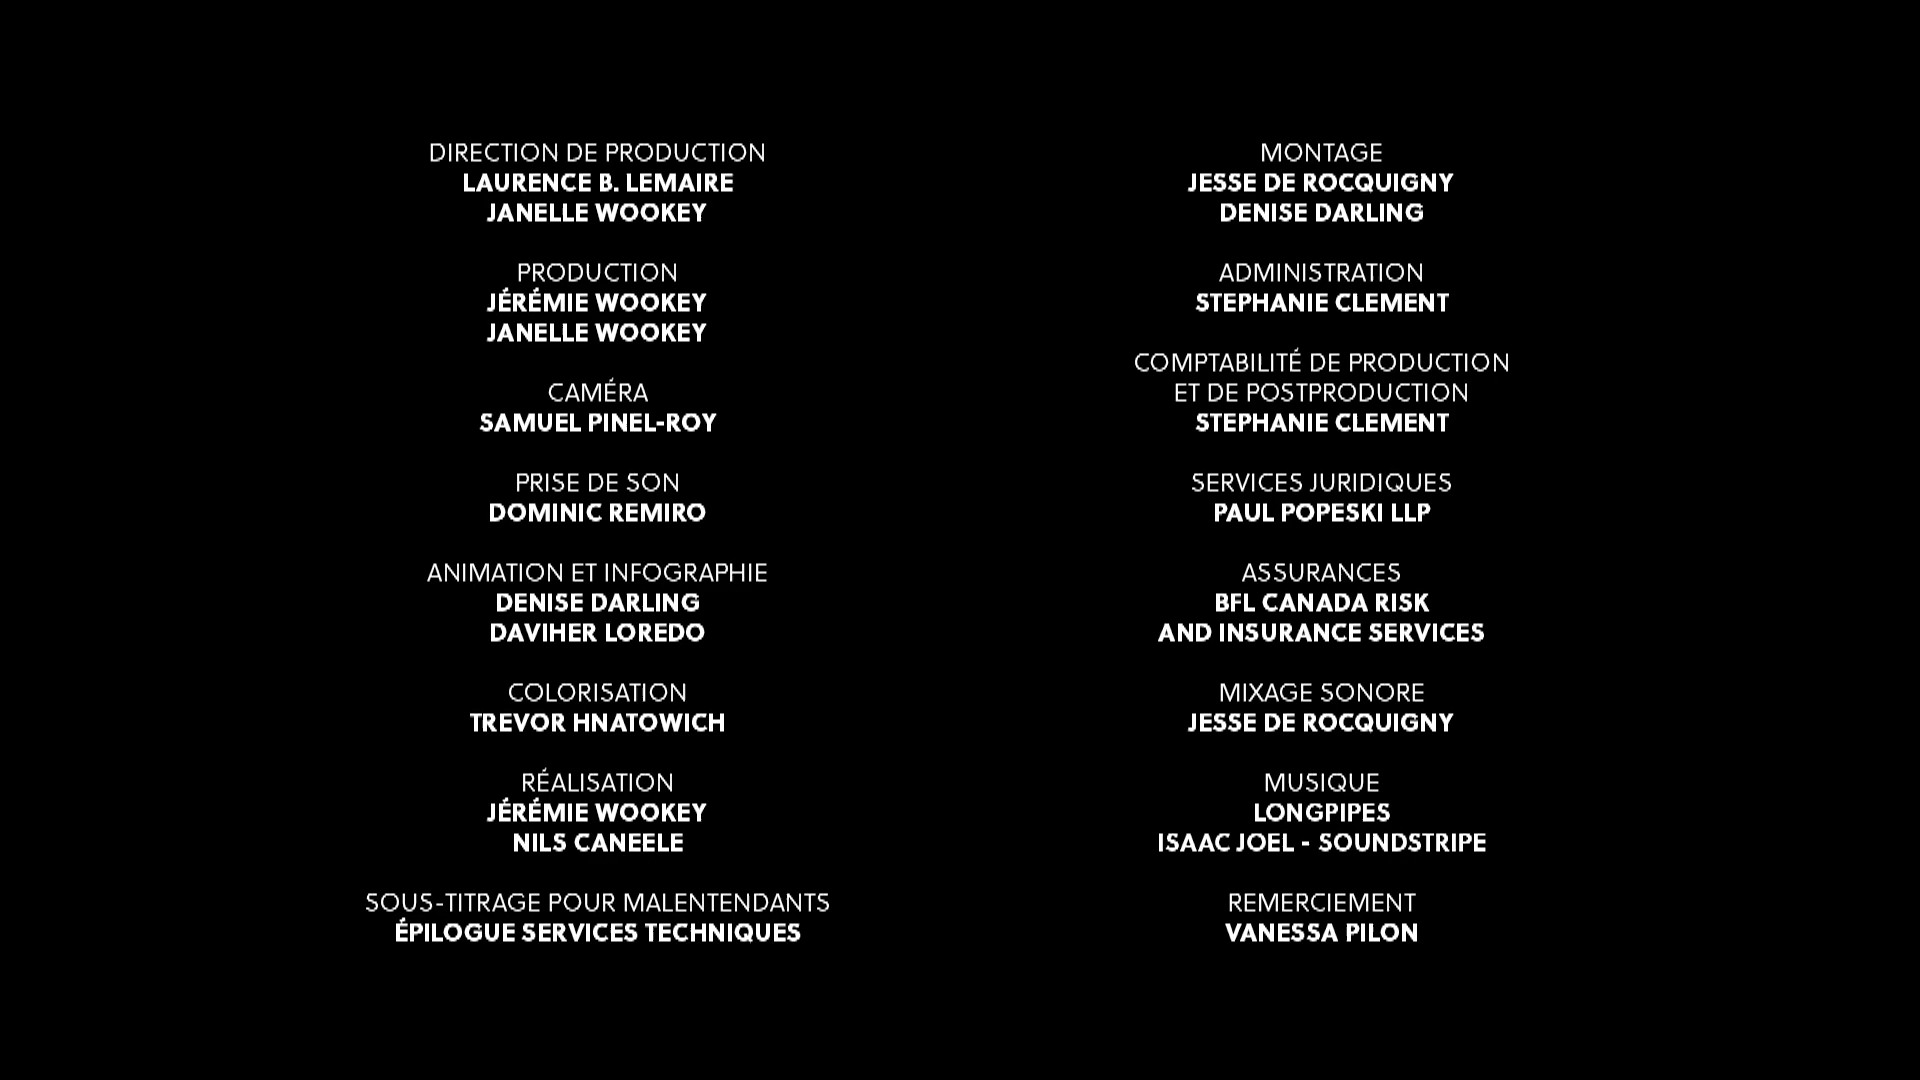 DIRECTION DE PRODUCTION
LAURENCE B. LEMAIRE
JANELLE WOOKEY
PRODUCTION
JÉRÉMIE WOOKEY
JANELLE WOOKEY
CAMÉRA
SAMUEL PINEL-ROY
PRISE DE SON
DOMINIC REMIRO
ANIMATION ET INFOGRAPHIE
DENISE DARLING
DAVIHER LOREDO
COLORISATION
TREVOR HNATOWICH
RÉALISATION
JÉRÉMIE WOOKEY
NILS CANEELE
SOUS-TITRAGE POUR MALENTENDANTS
ÉPILOGUE SERVICES TECHNIQUES
MONTAGE
JESSE DE ROCQUIGNY
DENISE DARLING
ADMINISTRATION
STEPHANIE CLEMENT
COMPTABILITÉ DE PRODUCTION
ET DE POSTPRODUCTION
STEPHANIE CLEMENT
SERVICES JURIDIQUES
PAUL POPESKI LLP
ASSURANCES
BFL CANADA RISK
AND INSURANCE SERVICES
MIXAGE SONORE
JESSE DE ROCQUIGNY
MUSIQUE
LONGPIPES
ISAAC JOEL - SOUNDSTRIPE
REMERCIEMENT
VANESSA PILON